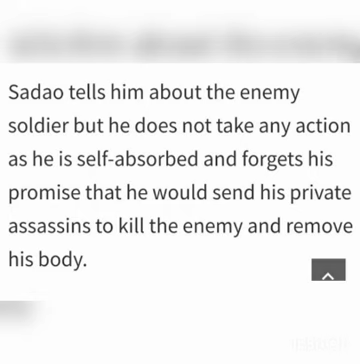 Sadao tells him about the enemy
soldier but he does not take any action
as he is self-absorbed and forgets his
promise that he would send his private
assassins to kill the enemy and remove
his body.